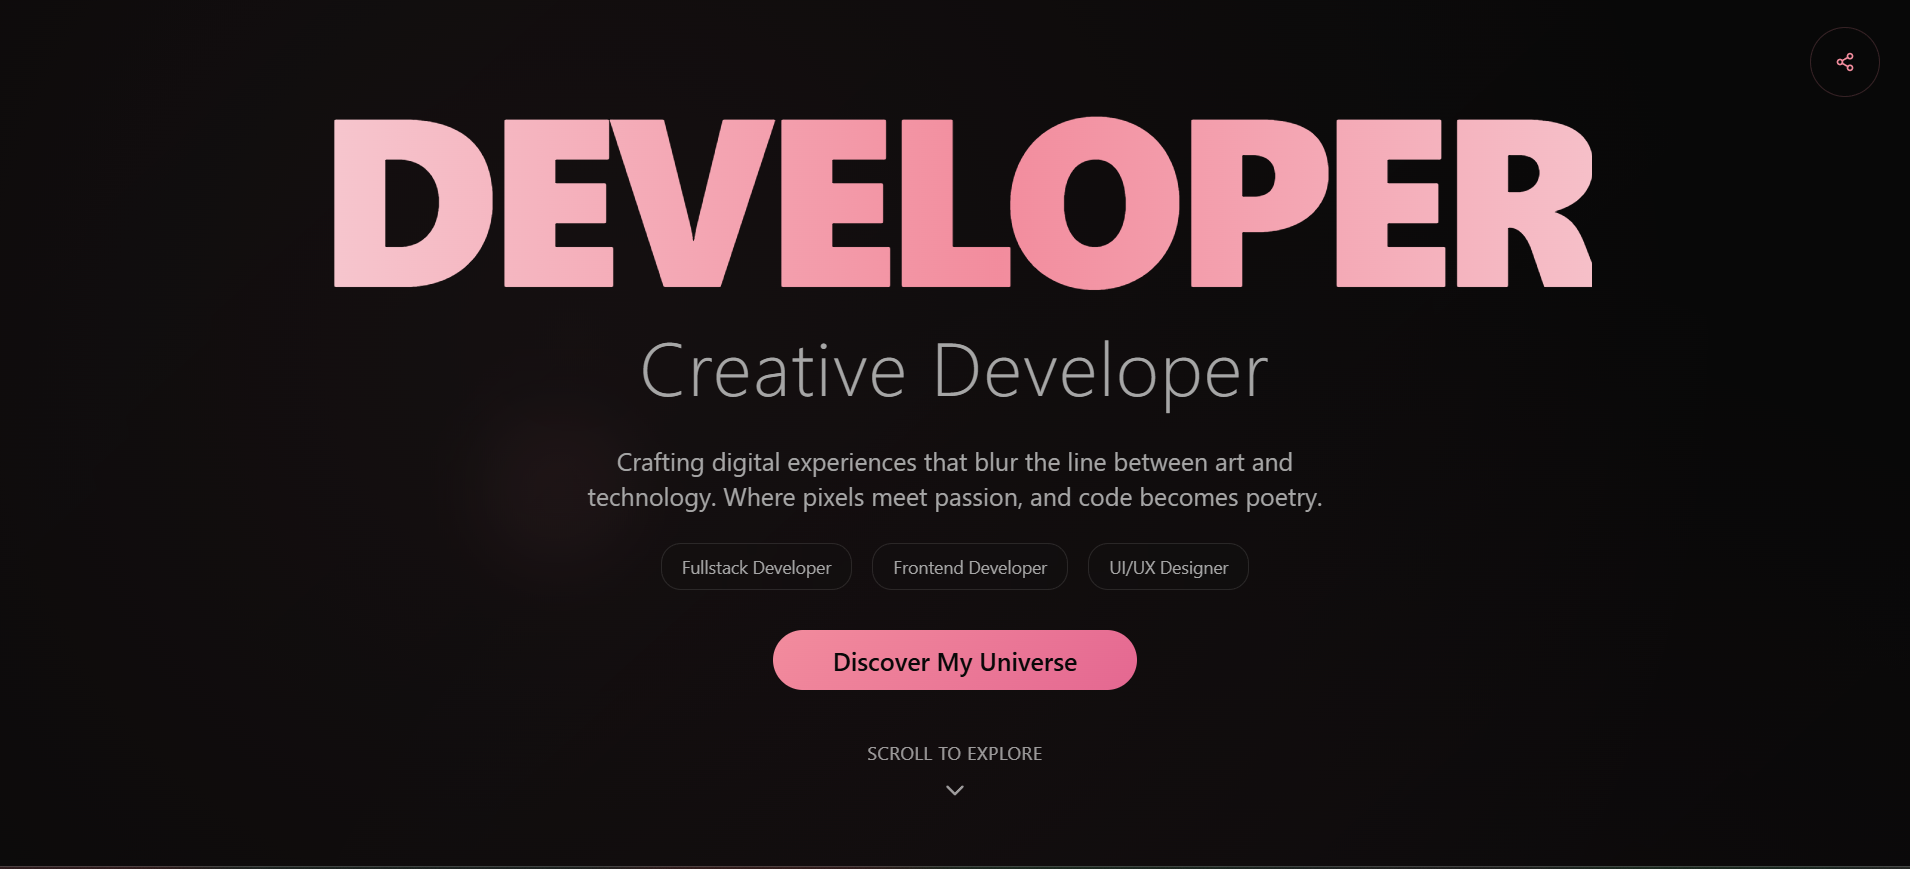 DEVELOPER
Creative Developer
Crafting digital experiences that blur the line between art and
technology. Where pixels meet passion, and code becomes poetry.
Fullstack Developer
Frontend Developer
UI/UX Designer
Discover My Universe
SCROLL TO EXPLORE